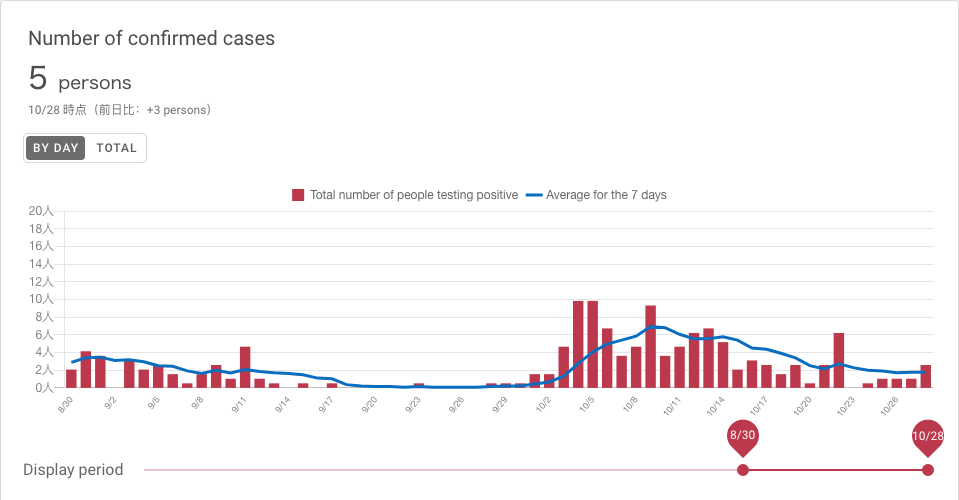 Number of confirmed cases
5 persons
10/28 時点（前日比：+3 persons）
BY DAY TOTAL
Total number of people testing positive Average for the 7 days
20人
18人
16人
14人
12人
10人
8人
6人
4人
2人
0人
8/30 9/2 9/5 9/8 9/11 9/14 9/17 9/20 9/23 9/26 9/29 10/2 10/5 10/8 10/11 10/14 10/17 10/20 10/23 10/26
8/30 10/28
Display period